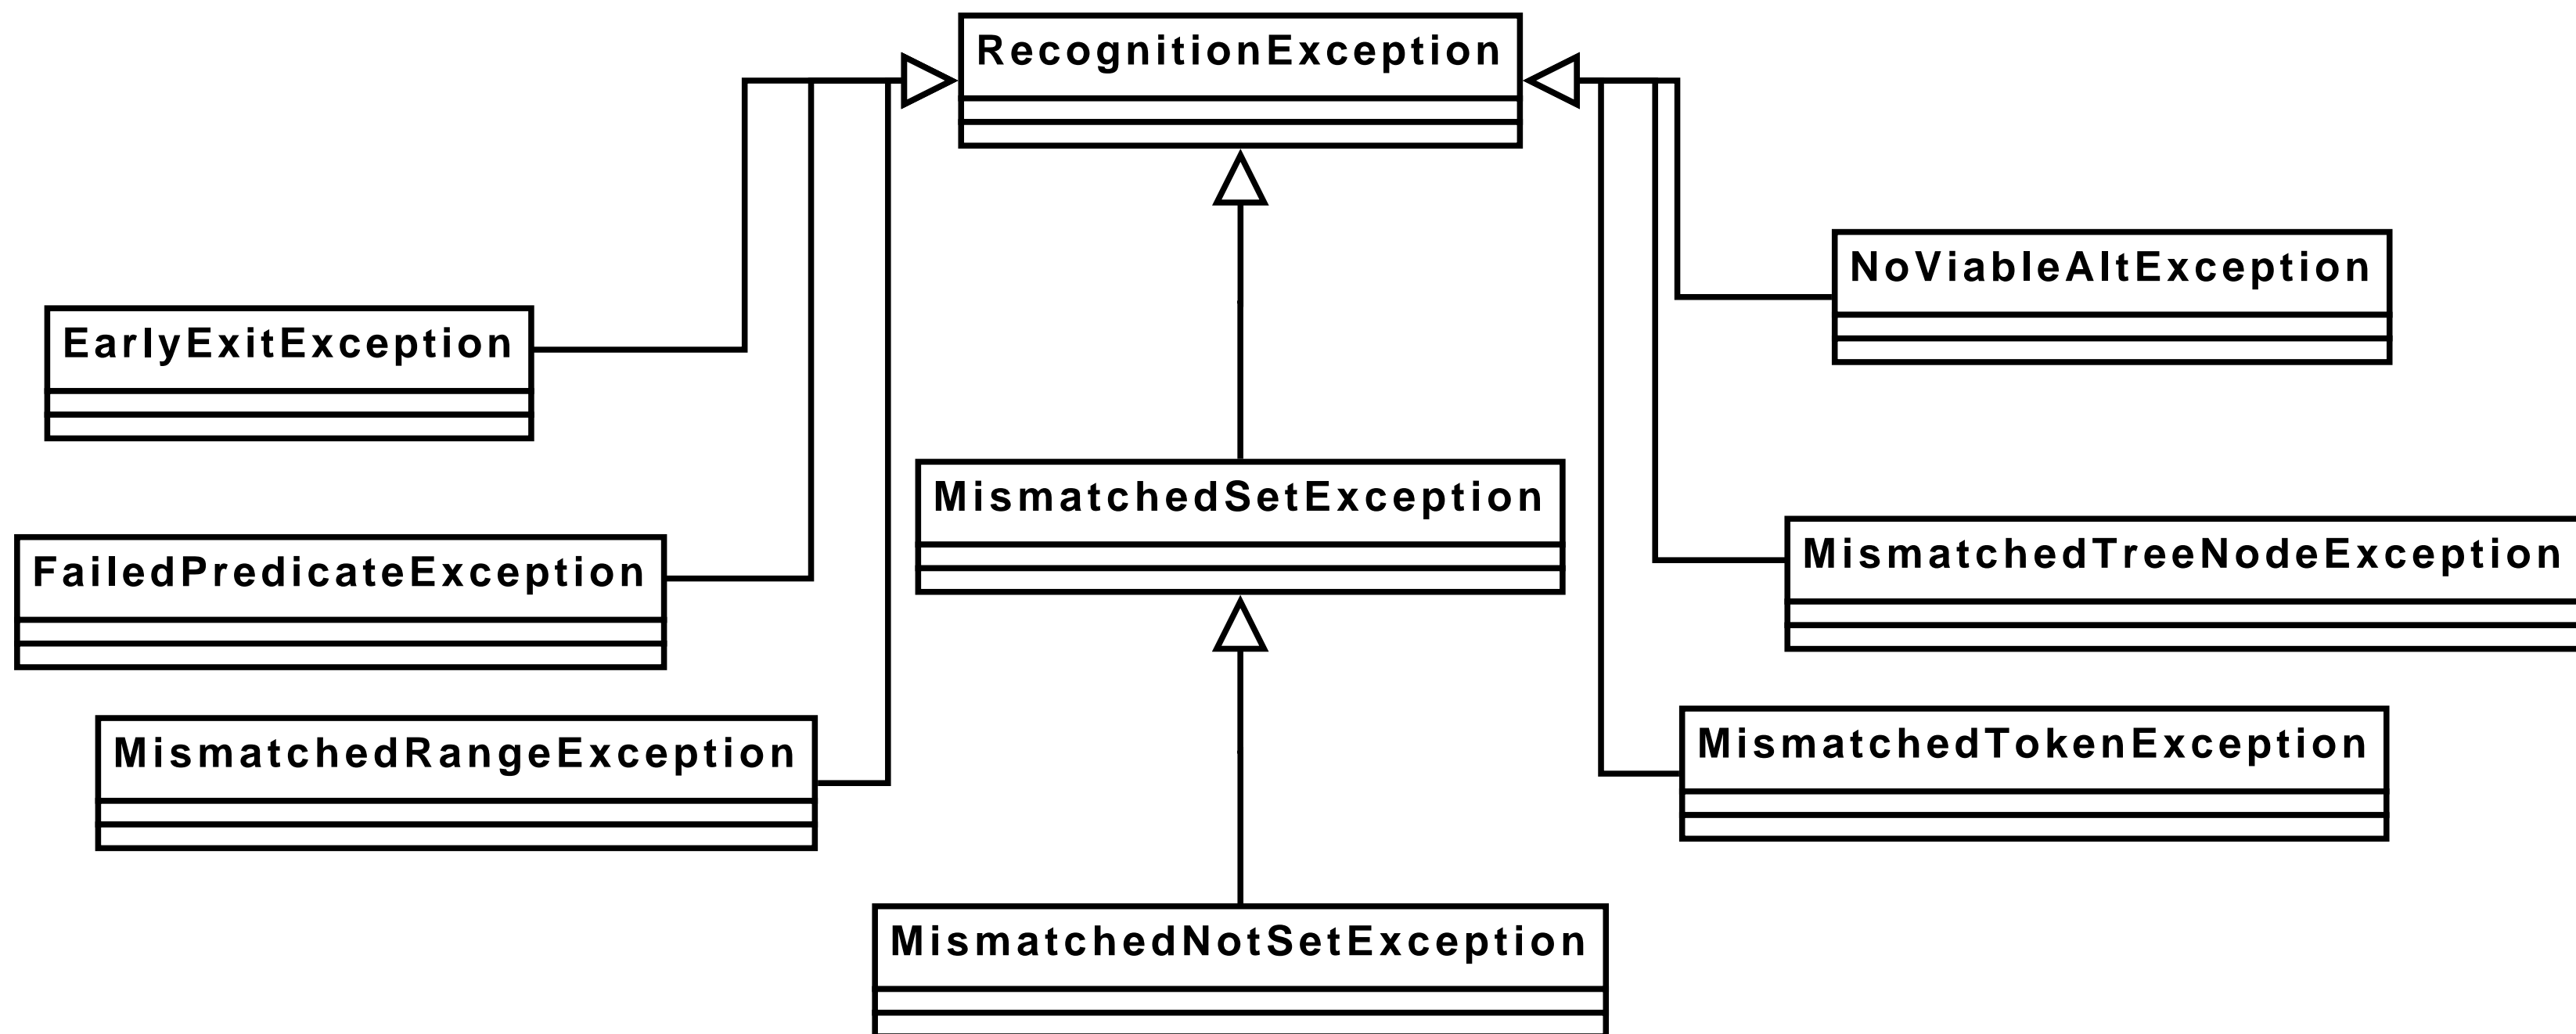 RecognitionException
NoViableAltException
EarlyExitException
MismatchedSetException
MismatchedTreeNodeException
FailedPredicateException
MismatchedTokenException
MismatchedRangeException
MismatchedNotSetException